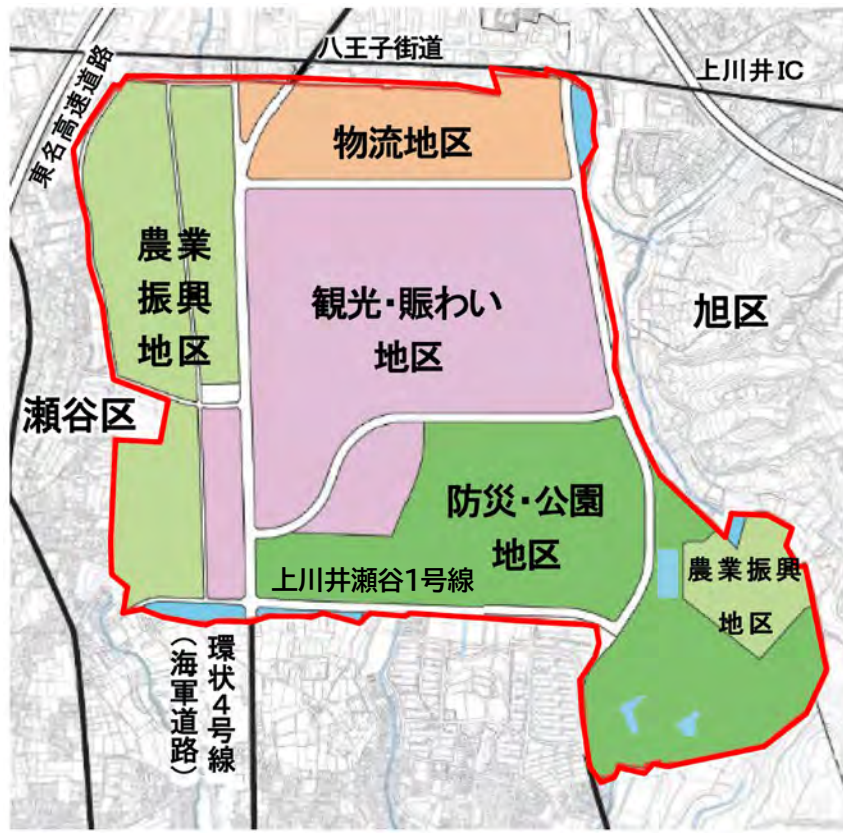 八王子街道
上川井IC
東名高速道路
物流地区
農業
振興
地区
観光・賑わい
地区
旭区
瀬谷区
防災・公園
地区
農業振興
地区
上川井瀬谷1号線
環状4号線
(海軍道路)